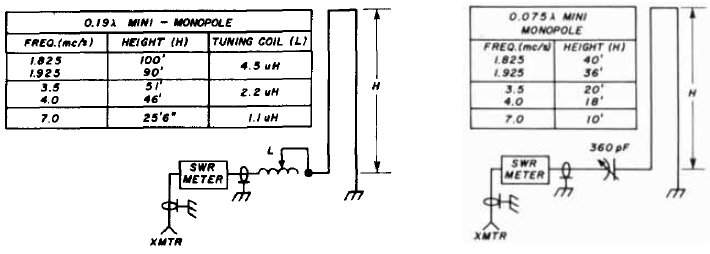 0.19λ MINI - MONOPOLE
FREQ.(mc/s) HEIGHT (H) TUNING COIL (L)
1.825 100'
1.925 90'
4.5 uH
3.5 51'
4.0 46'
2.2 uH
7.0 25'6" 1.1 uH
H
L
SWR
METER
XMTR
0.075λ MINI
MONOPOLE
FREQ.(mc/s) HEIGHT (H)
1.825 40'
1.925 36'
3.5 20'
4.0 18'
7.0 10'
H
360 pF
SWR
METER
XMTR